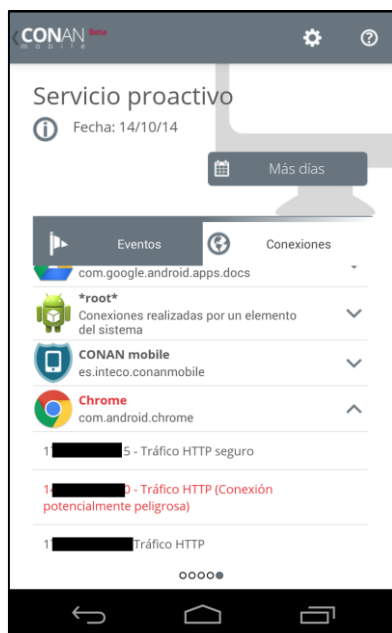 CONAN Beta
mobile
Servicio proactivo
Fecha: 14/10/14
Más días
Eventos
Conexiones
com.google.android.apps.docs
*root*
Conexiones realizadas por un elemento
del sistema
CONAN mobile
es.inteco.conanmobile
Chrome
com.android.chrome
1 5 - Tráfico HTTP seguro
1 0 - Tráfico HTTP (Conexión
potencialmente peligrosa)
1 Tráfico HTTP